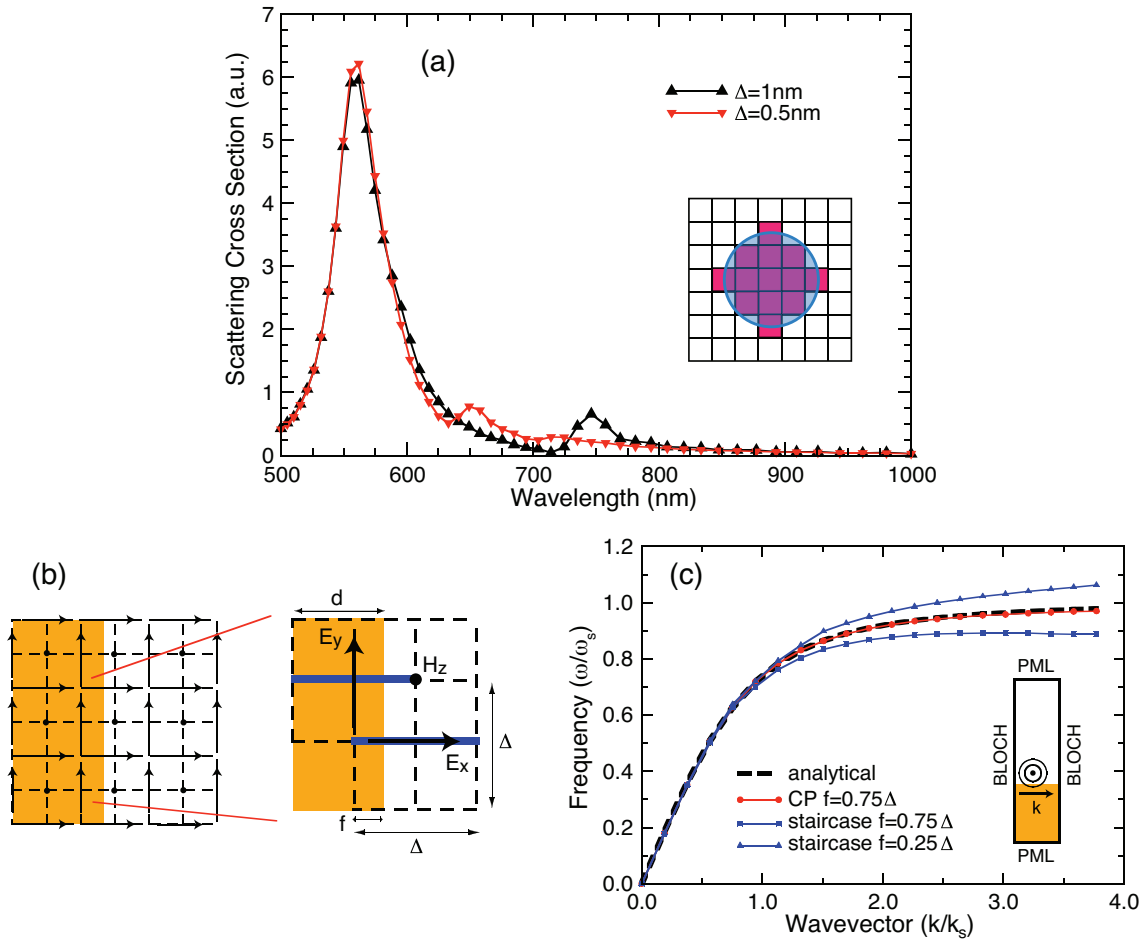 7
6
5
4
3
2
1
0
Scattering Cross Section (a.u.)
(a)
Δ=1nm
Δ=0.5nm
500
600
700
800
900
1000
Wavelength (nm)
(b)
d
E_y
H_z
E_x
Δ
f
Δ
(c)
1.2
1.0
0.8
0.6
0.4
0.2
0.0
Frequency (ω/ω_s)
analytical
CP f=0.75Δ
staircase f=0.75Δ
staircase f=0.25Δ
PML
BLOCH
BLOCH
k
PML
0.0
1.0
2.0
3.0
4.0
Wavevector (k/k_s)